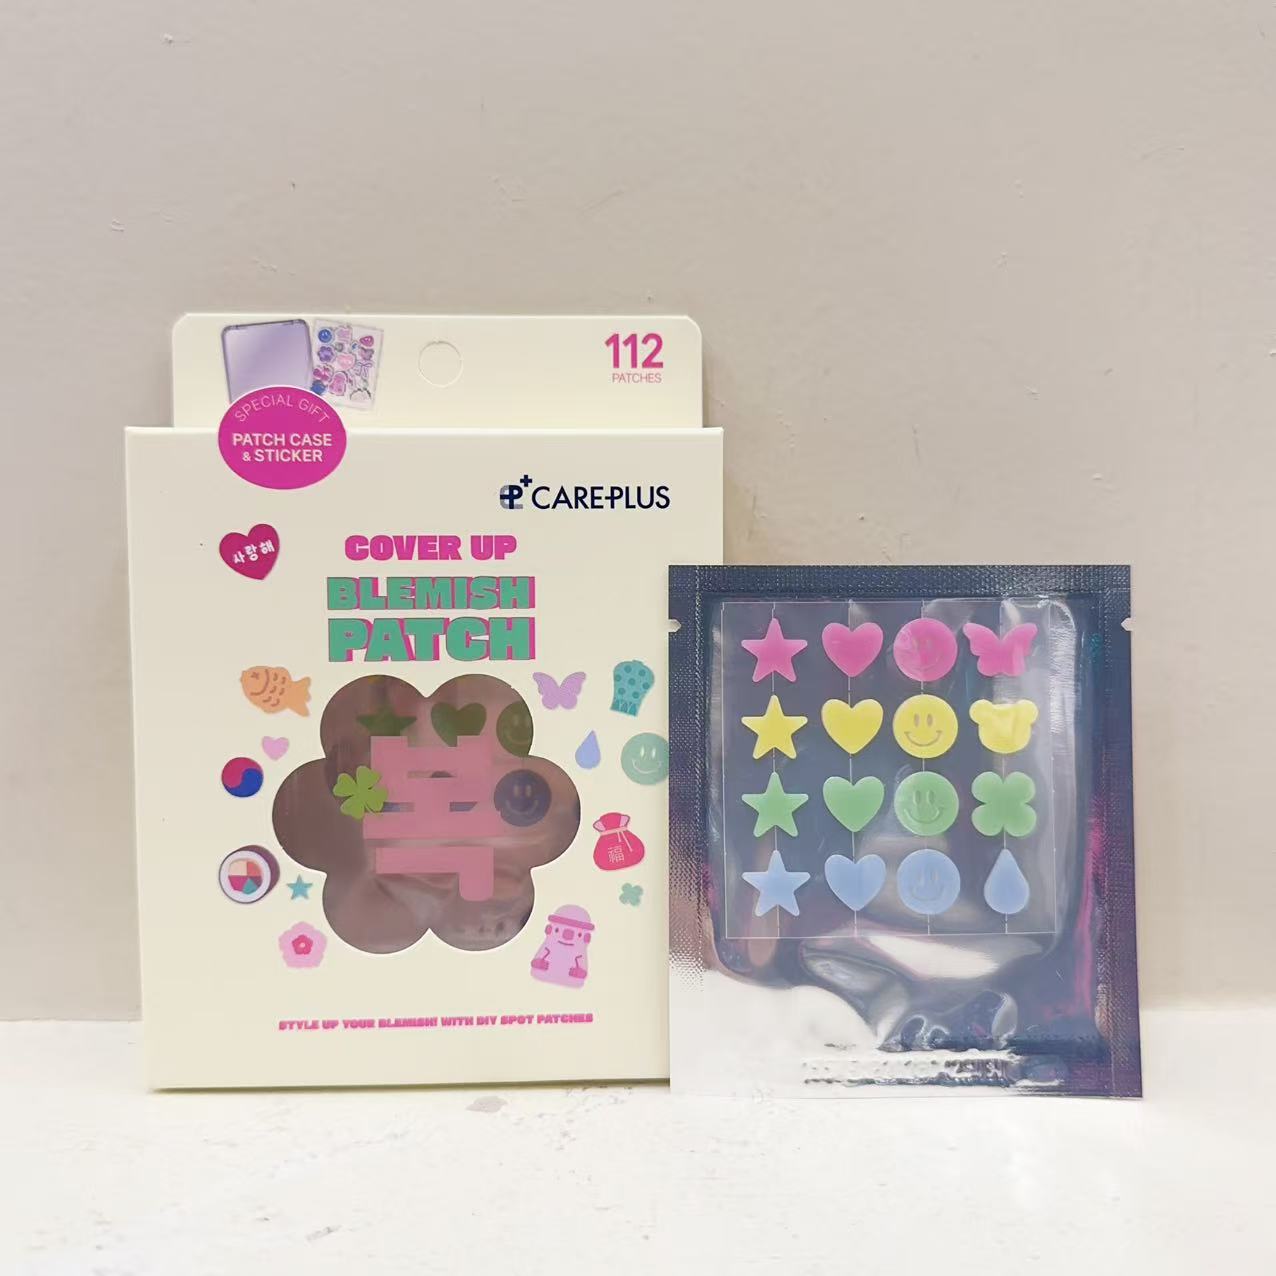 112
PATCHES
SPECIAL GIFT
PATCH CASE
& STICKER
CAREPLUS
사랑해
COVER UP
BLEMISH
PATCH
福
STYLE UP YOUR BLEMISH! WITH DIY SPOT PATCHES